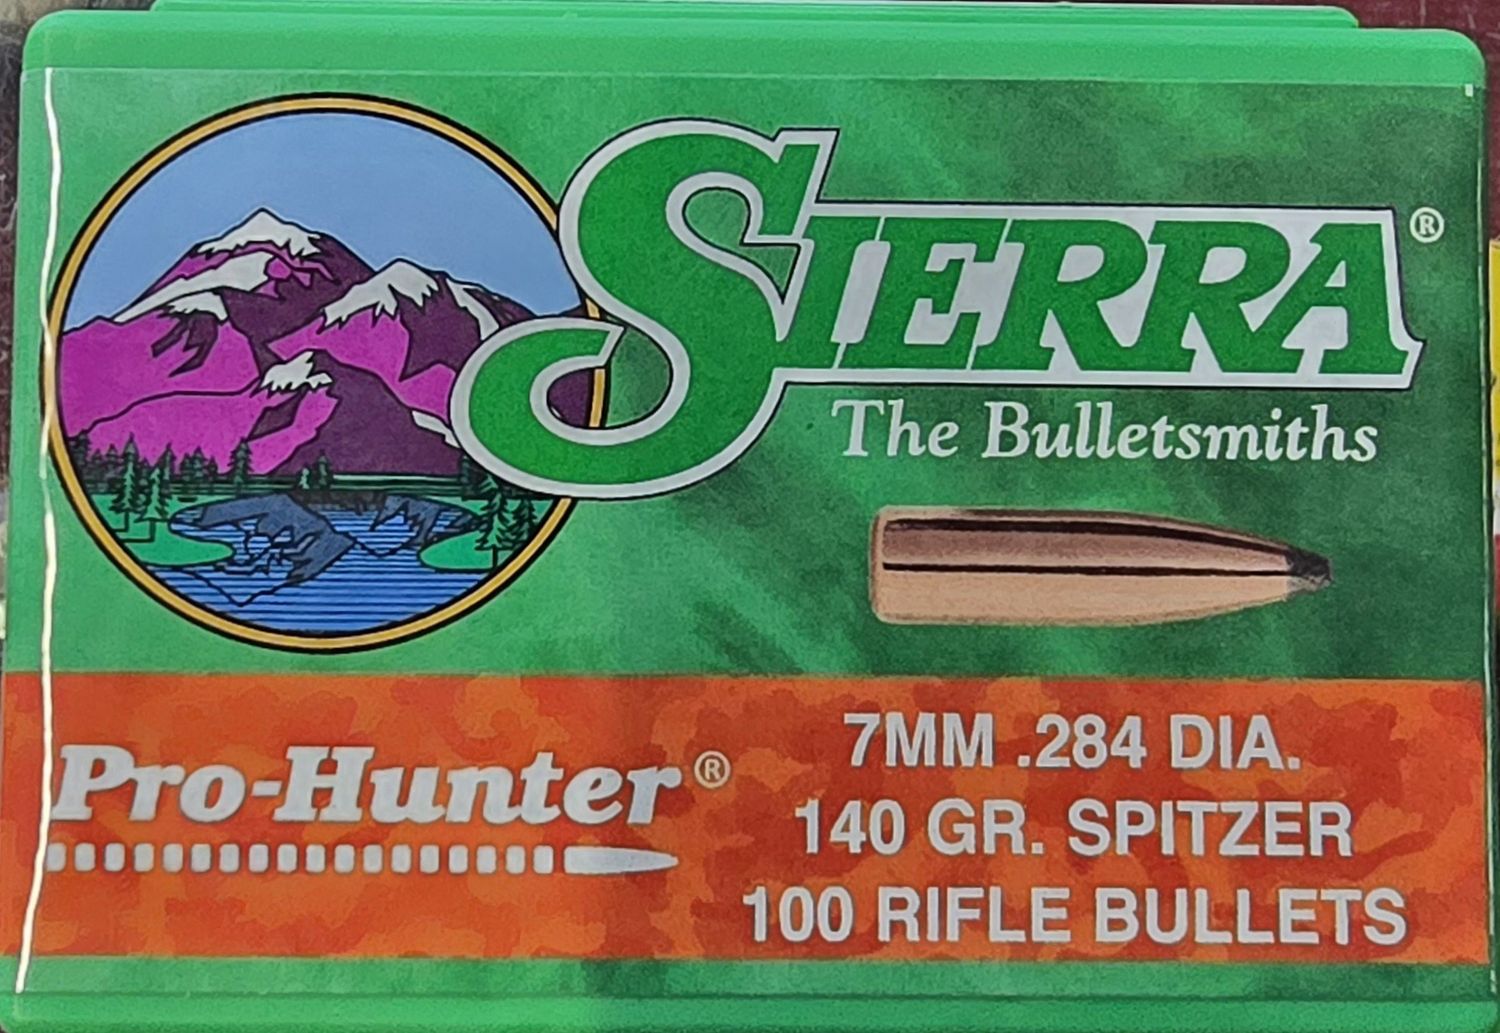 SIERRA®
The Bulletsmiths
Pro-Hunter®
7MM .284 DIA.
140 GR. SPITZER
100 RIFLE BULLETS